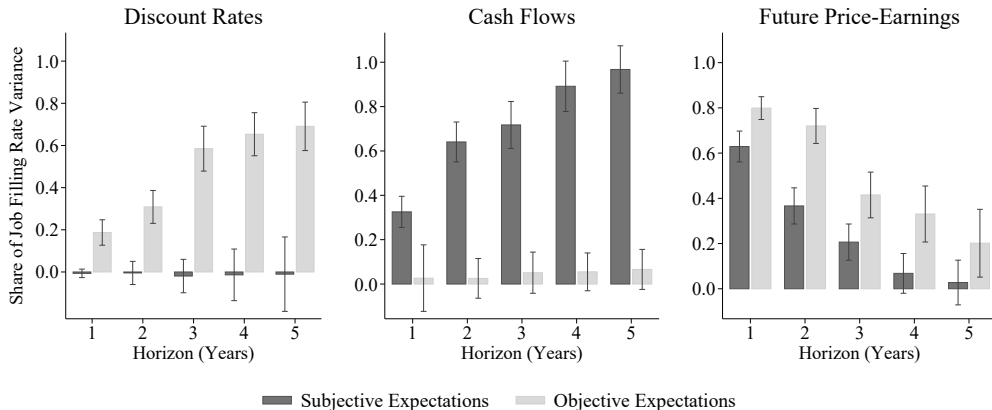 Discount Rates
Cash Flows
Future Price-Earnings
Share of Job Filling Rate Variance
1.0
0.8
0.6
0.4
0.2
0.0
1 2 3 4 5
Horizon (Years)
1.0
0.8
0.6
0.4
0.2
0.0
1 2 3 4 5
Horizon (Years)
1.0
0.8
0.6
0.4
0.2
0.0
1 2 3 4 5
Horizon (Years)
Subjective Expectations
Objective Expectations